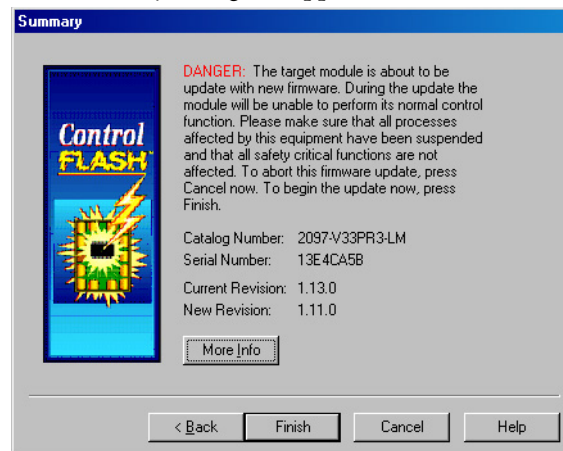 Summary
Control
FLASH
DANGER: The target module is about to be
update with new firmware. During the update the
module will be unable to perform its normal control
function. Please make sure that all processes
affected by this equipment have been suspended
and that all safety critical functions are not
affected. To abort this firmware update, press
Cancel now. To begin the update now, press
Finish.
Catalog Number: 2097-V33PR3-LM
Serial Number: 13E4CA5B
Current Revision: 1.13.0
New Revision: 1.11.0
More Info
< Back Finish Cancel Help